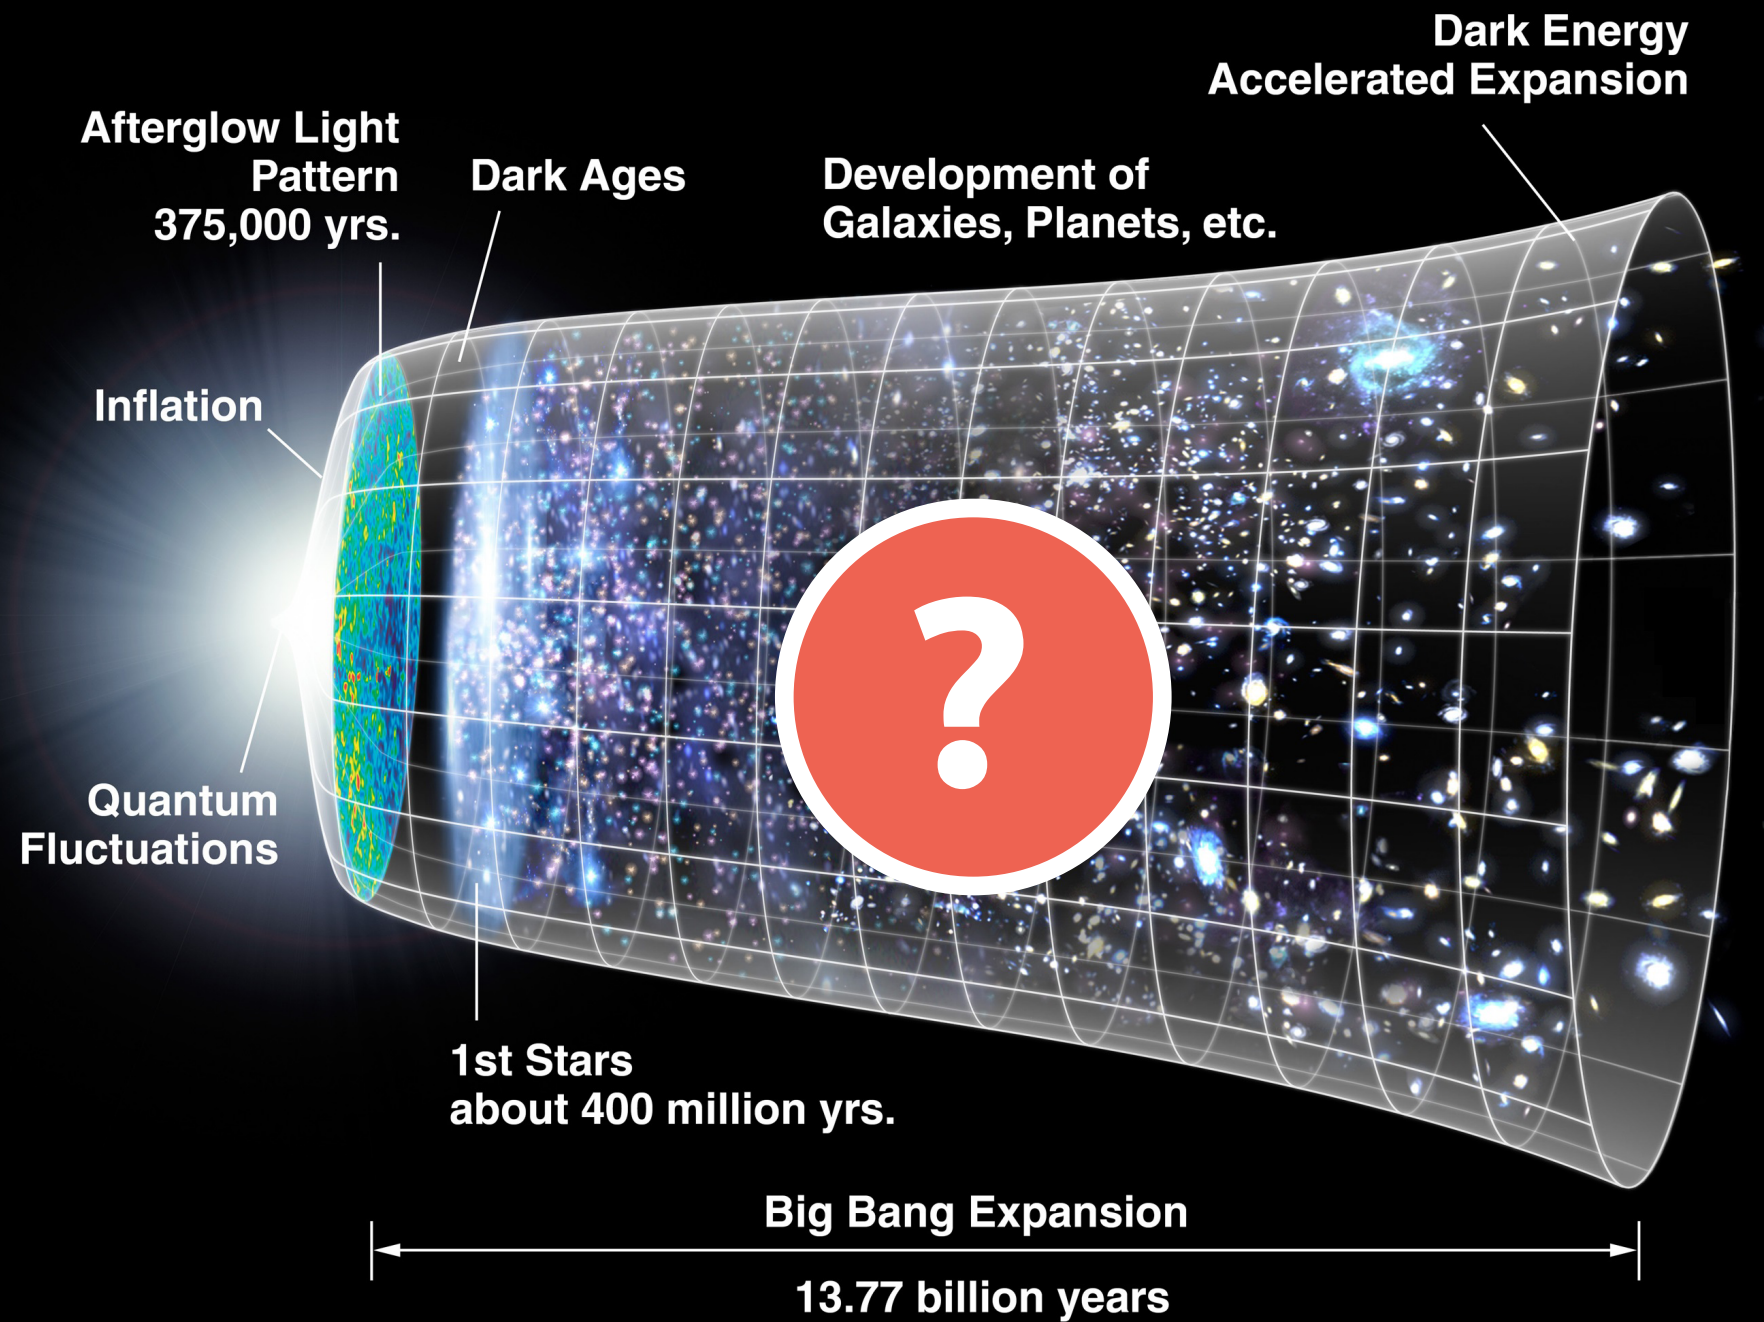 Dark Energy
Accelerated Expansion
Afterglow Light
Pattern
375,000 yrs.
Dark Ages
Development of
Galaxies, Planets, etc.
Inflation
?
Quantum
Fluctuations
1st Stars
about 400 million yrs.
Big Bang Expansion
13.77 billion years